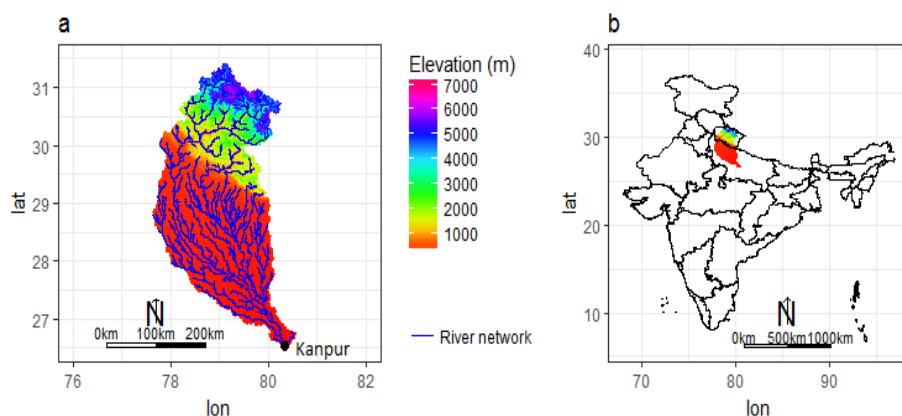 a
31
30
29
28
27
lat
N
0km 100km 200km
Kanpur
76 78 80 82
lon
Elevation (m)
7000
6000
5000
4000
3000
2000
1000
River network
b
40
30
20
10
lat
N
0km 500km 1000km
70 80 90
lon